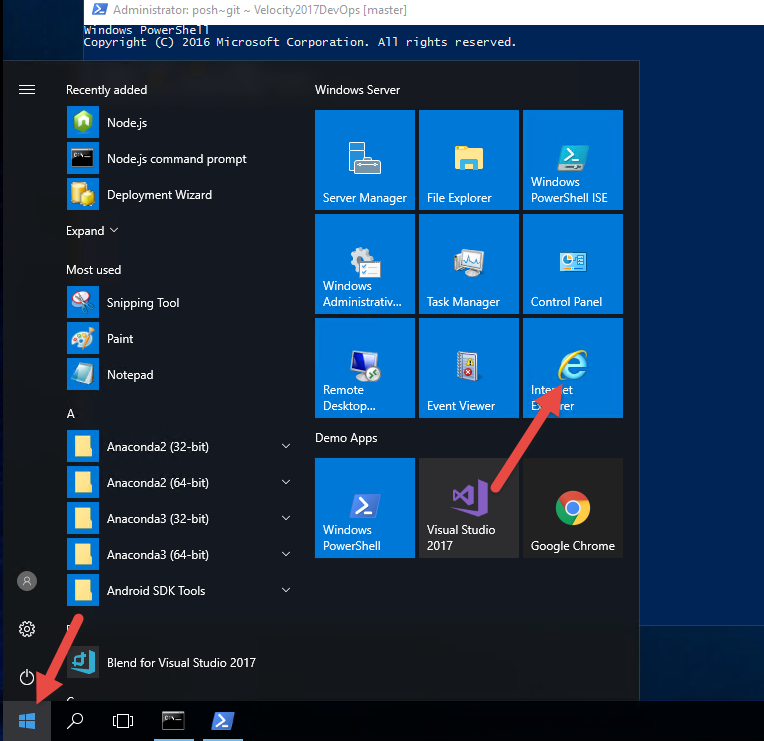 Administrator: posh~git ~ Velocity2017DevOps [master]
Windows PowerShell
Copyright (C) 2016 Microsoft Corporation. All rights reserved.
Recently added
Node.js
Node.js command prompt
Deployment Wizard
Expand
Most used
Snipping Tool
Paint
Notepad
A
Anaconda2 (32-bit)
Anaconda2 (64-bit)
Anaconda3 (32-bit)
Anaconda3 (64-bit)
Android SDK Tools
Blend for Visual Studio 2017
Windows Server
Server Manager
File Explorer
Windows
PowerShell ISE
Windows
Administrativ...
Task Manager
Control Panel
Remote
Desktop...
Event Viewer
Internet
Explorer
Demo Apps
Windows
PowerShell
Visual Studio
2017
Google Chrome